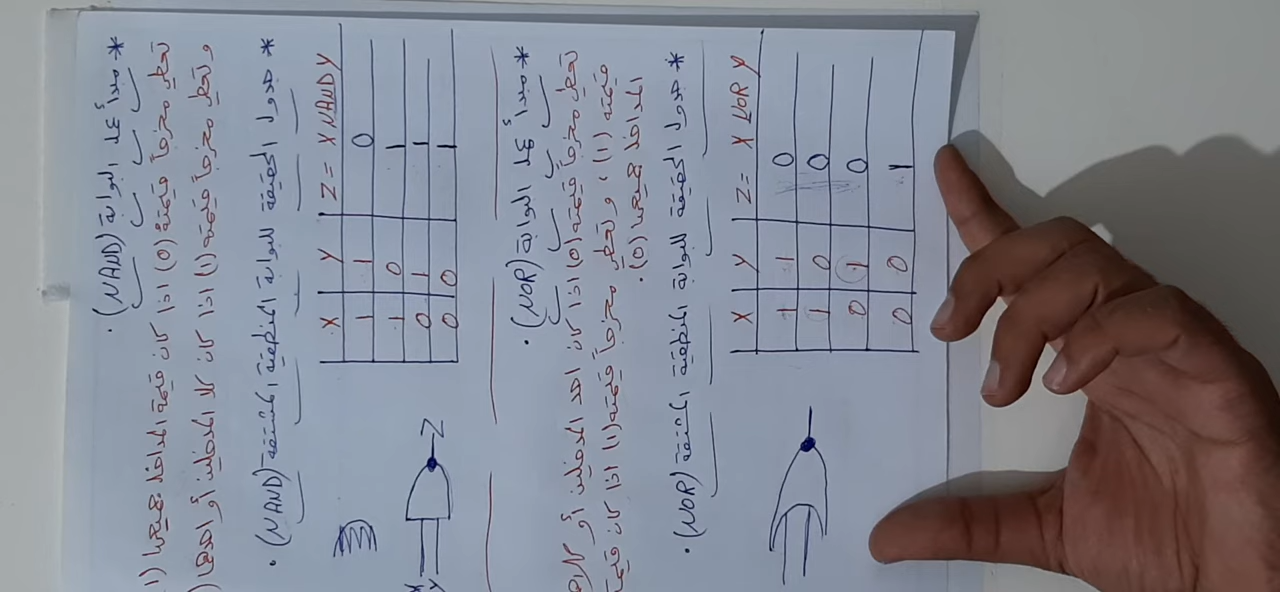 * مبدأ عمل البوابة (NAND).
تعطي مخرجاً قيمته (0) اذا كان قيمة المداخل جميعها (1
وتعطي مخرجاً قيمته (1) اذا كان كلا المدخلين أو احدها (
* جدول الحقيقة للبوابة المنطقية المشتقة (NAND).
X Y Z = X NAND Y
1 1 0
1 0 1
0 1 1
0 0 1
X
Y
Z
* مبدأ عمل البوابة (NOR).
تعطي مخرجاً قيمته (0) اذا كان احد المدخلين أو كلا
قيمته (1)، وتعطي مخرجاً قيمته (1) اذا كان
المداخل جميعها (0).
* جدول الحقيقة للبوابة المنطقية المشتقة (NOR).
X Y Z = X NOR Y
1 1 0
1 0 0
0 1 0
0 0 1